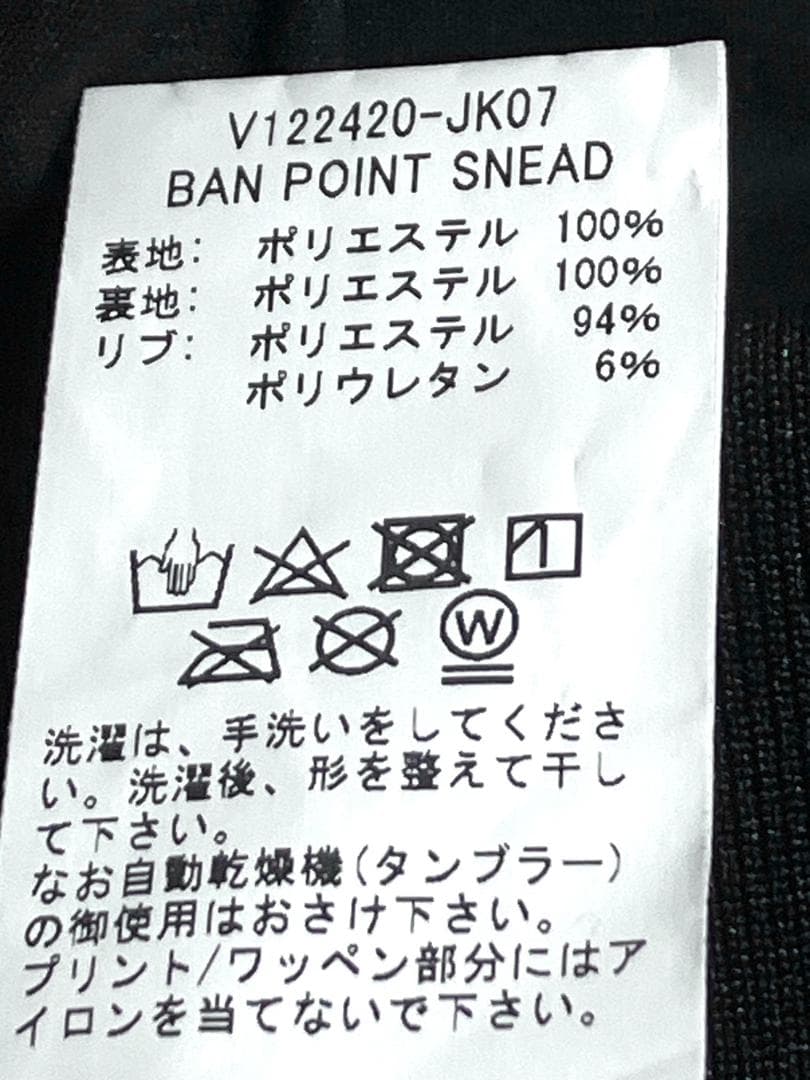 V122420-JK07
BAN POINT SNEAD
表地: ポリエステル 100%
裏地: ポリエステル 100%
リブ: ポリエステル 94%
ポリウレタン 6%
W
洗濯は、手洗いをしてくださ
い。洗濯後、形を整えて干し
て下さい。
なお自動乾燥機(タンブラー)
の御使用はおさけ下さい。
プリント/ワッペン部分にはア
イロンを当てないで下さい。